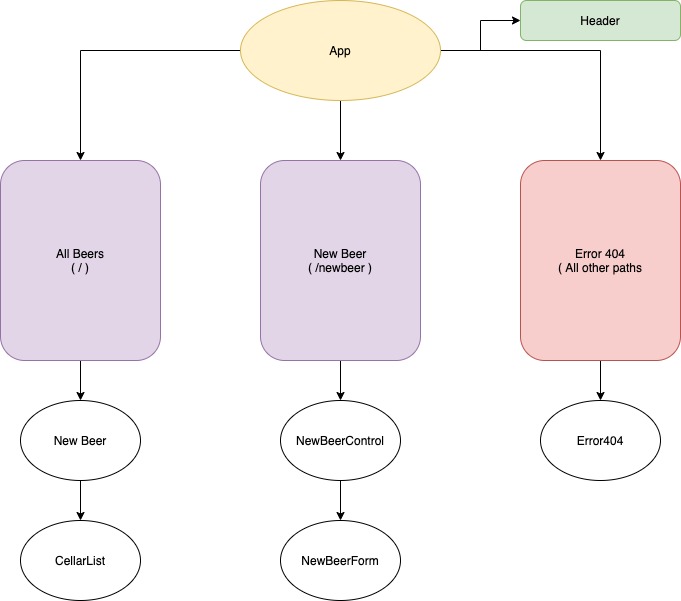 Header
App
All Beers
( / )
New Beer
( /newbeer )
Error 404
( All other paths
New Beer
NewBeerControl
Error404
CellarList
NewBeerForm